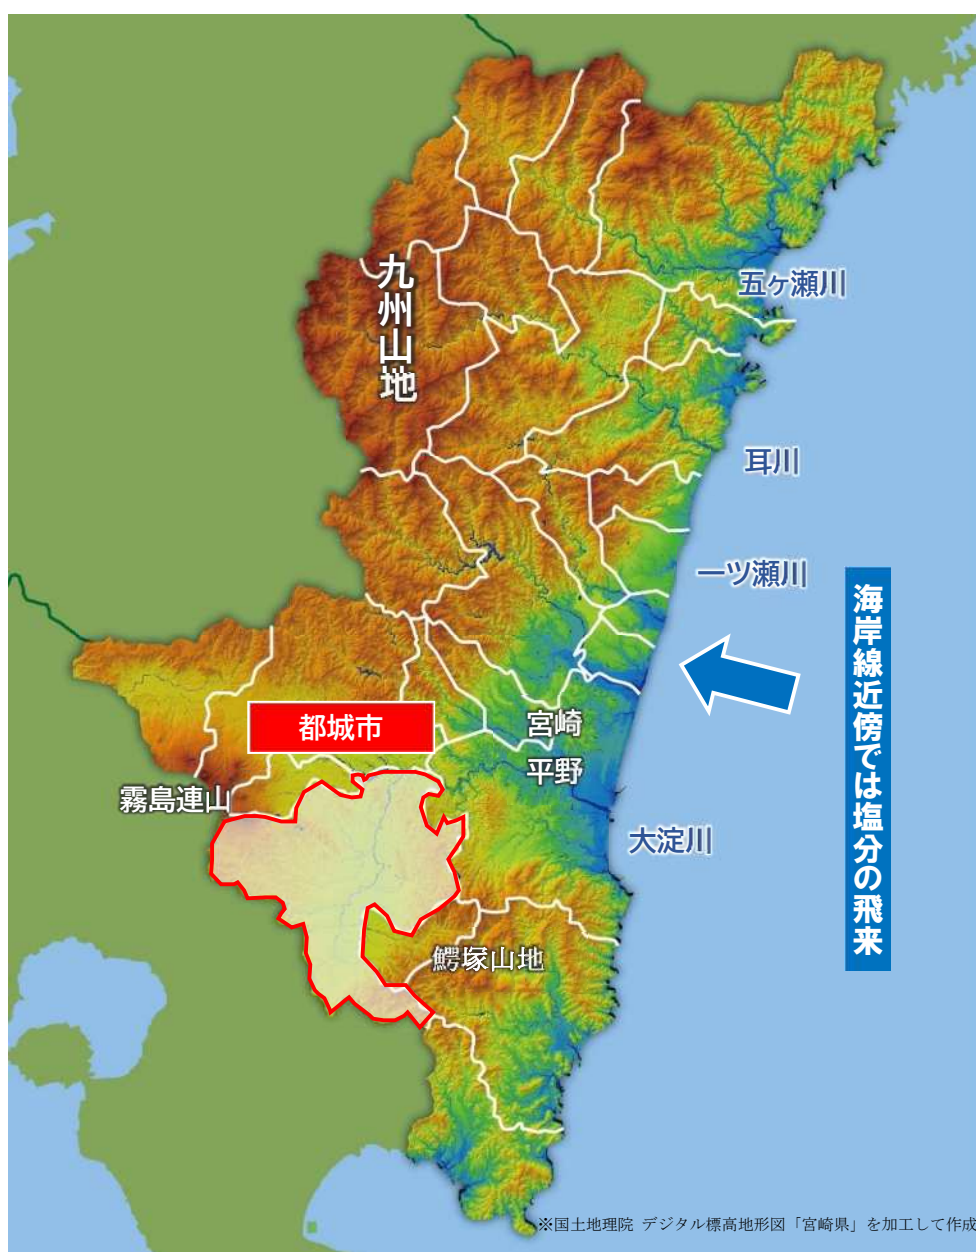 九州山地
五ヶ瀬川
耳川
一ツ瀬川
海岸線近傍では塩分の飛来
都城市
宮崎
平野
霧島連山
大淀川
鰐塚山地
※国土地理院 デジタル標高地形図「宮崎県」を加工して作成